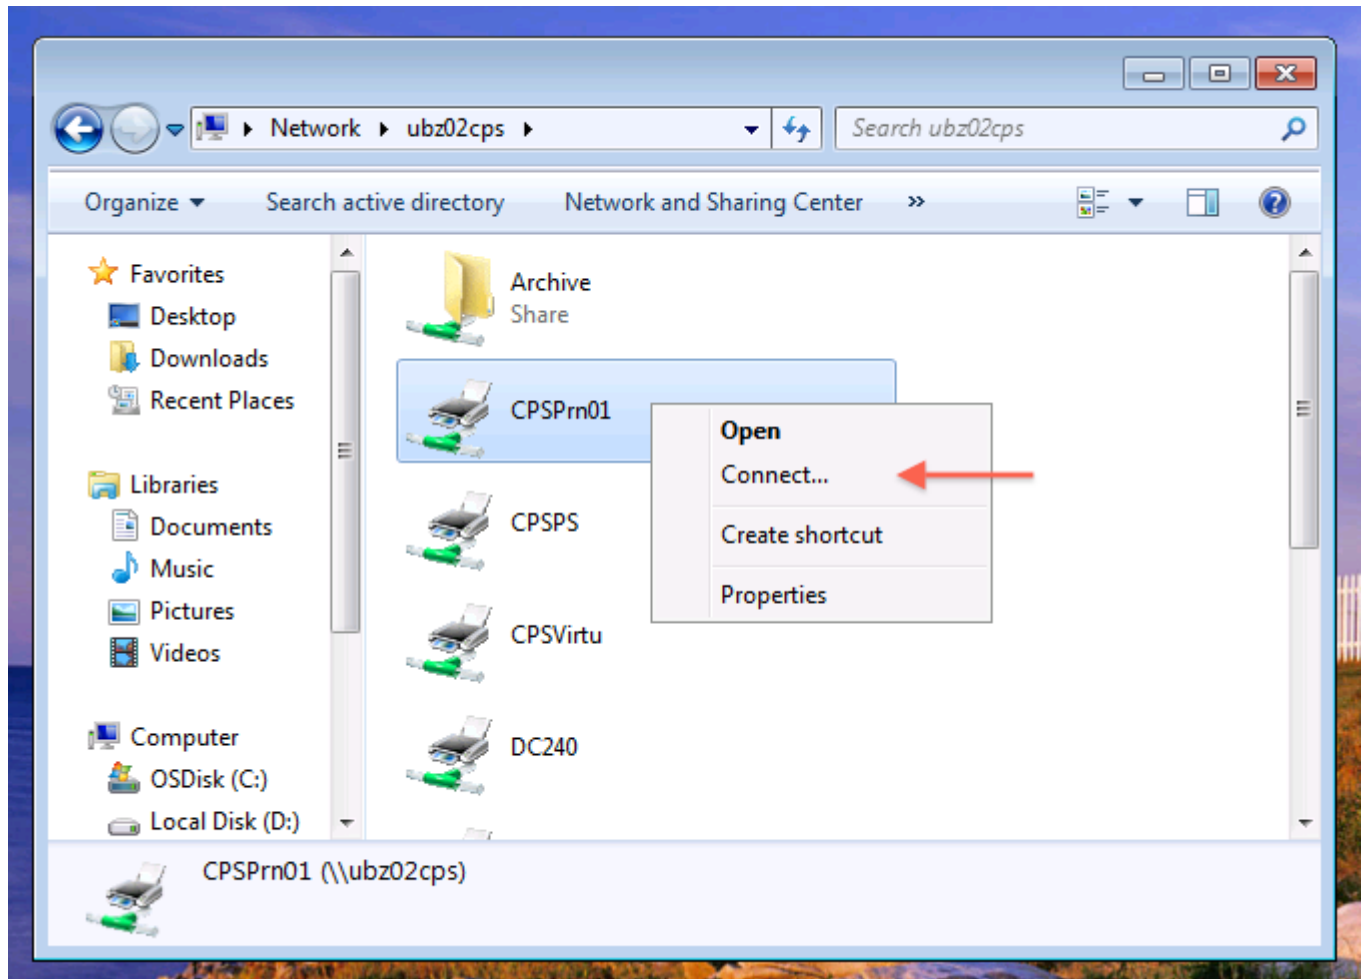 Network ubz02cps
Search ubz02cps
Organize Search active directory Network and Sharing Center »
Favorites
Desktop
Downloads
Recent Places
Libraries
Documents
Music
Pictures
Videos
Computer
OSDisk (C:)
Local Disk (D:)
Archive
Share
CPSPrn01
CPSPS
CPSVirtu
DC240
Open
Connect...
Create shortcut
Properties
CPSPrn01 (\\ubz02cps)